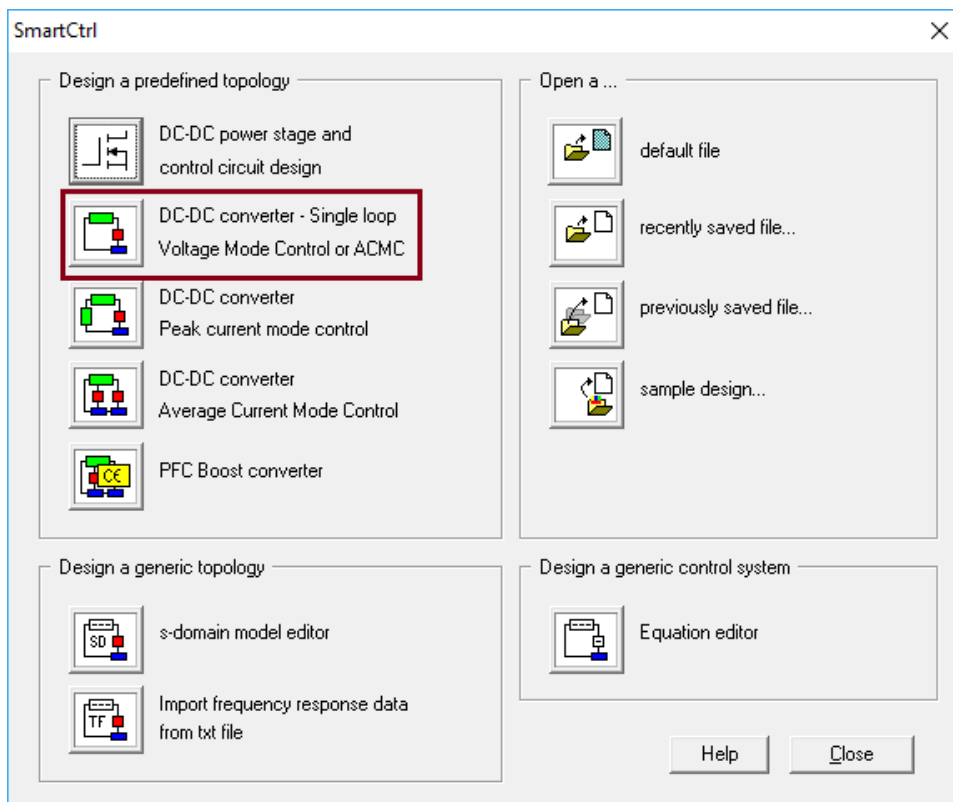 SmartCtrl
Design a predefined topology
DC-DC power stage and
control circuit design
DC-DC converter - Single loop
Voltage Mode Control or ACMC
DC-DC converter
Peak current mode control
DC-DC converter
Average Current Mode Control
C€
PFC Boost converter
Open a ...
default file
recently saved file...
previously saved file...
sample design...
Design a generic topology
SD
s-domain model editor
TF
Import frequency response data
from txt file
Design a generic control system
Equation editor
Help
Close